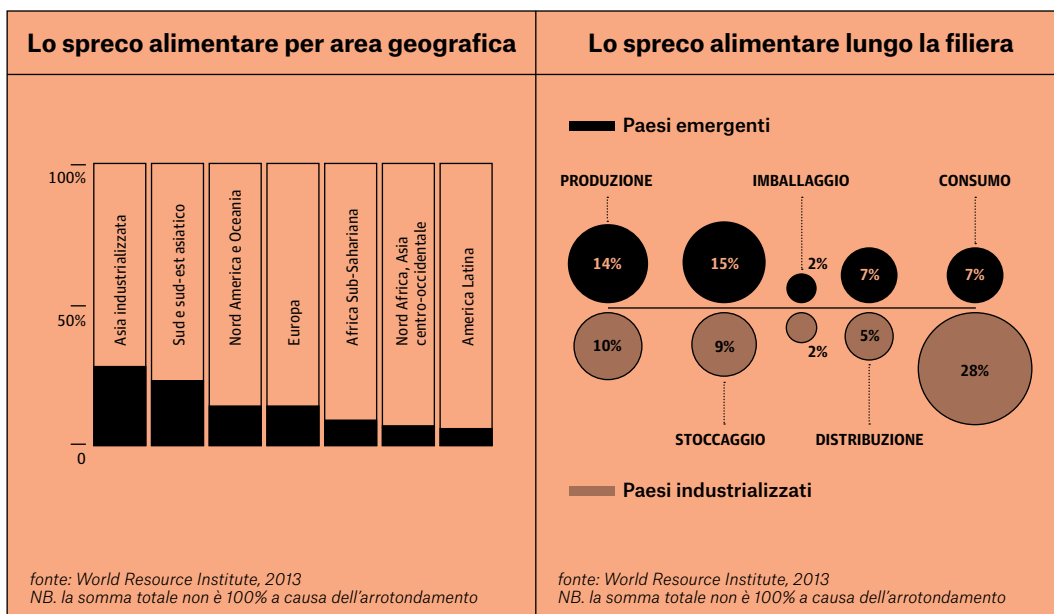 Lo spreco alimentare per area geografica
100%
50%
0
Asia industrializzata
Sud e sud-est asiatico
Nord America e Oceania
Europa
Africa Sub-Sahariana
Nord Africa, Asia
centro-occidentale
America Latina
fonte: World Resource Institute, 2013
NB. la somma totale non è 100% a causa dell'arrotondamento
Lo spreco alimentare lungo la filiera
Paesi emergenti
PRODUZIONE IMBALLAGGIO CONSUMO
14% 15% 2% 7% 7%
10% 9% 2% 5% 28%
STOCCAGGIO DISTRIBUZIONE
Paesi industrializzati
fonte: World Resource Institute, 2013
NB. la somma totale non è 100% a causa dell'arrotondamento